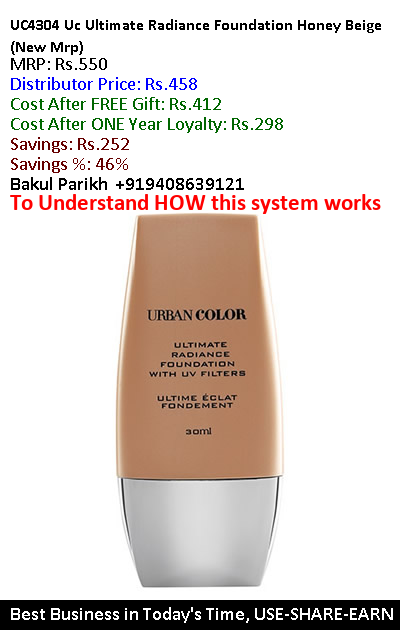 UC4304 Uc Ultimate Radiance Foundation Honey Beige
(New Mrp)
MRP: Rs.550
Distributor Price: Rs.458
Cost After FREE Gift: Rs.412
Cost After ONE Year Loyalty: Rs.298
Savings: Rs.252
Savings %: 46%
Bakul Parikh +919408639121
To Understand HOW this system works
URBAN COLOR
ULTIMATE
RADIANCE
FOUNDATION
WITH UV FILTERS
ULTIME ÉCLAT
FONDEMENT
30ml
Best Business in Today's Time, USE-SHARE-EARN